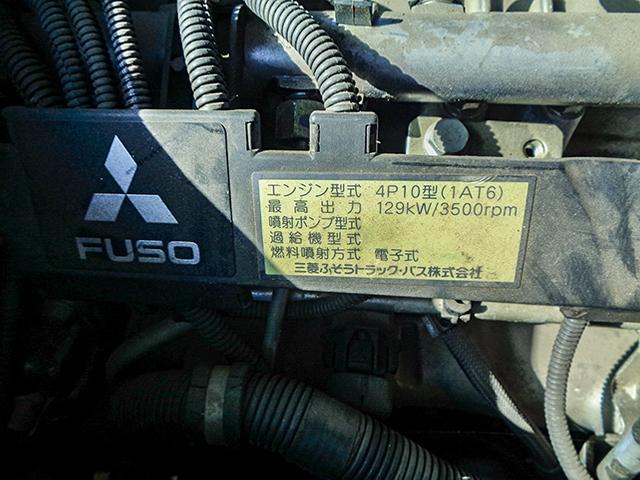 FUSO
エンジン型式 4P10型(1AT6)
最高出力 129kW/3500rpm
噴射ポンプ型式
過給機型式
燃料噴射方式 電子式
三菱ふそうトラック・バス株式会社